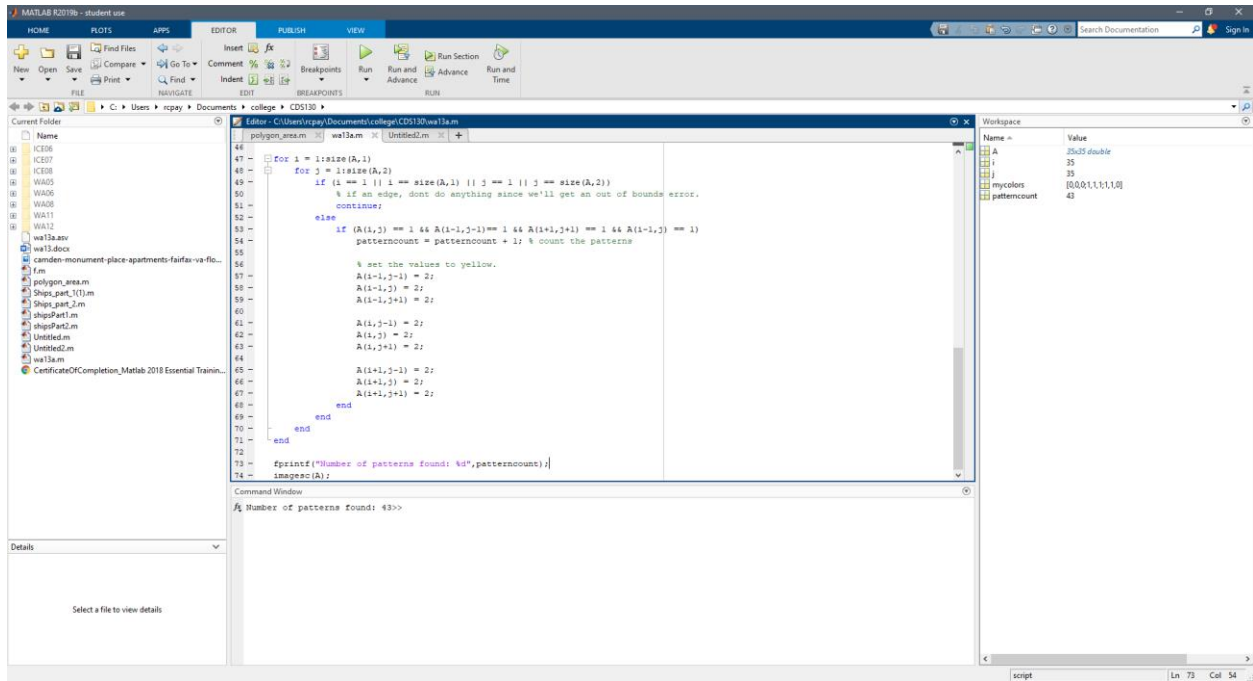 MATLAB R2019b - student use
HOME PLOTS APPS EDITOR PUBLISH VIEW
Search Documentation
Sign In
New Open Save
Find Files
Compare
Print
FILE
Go To
Find
NAVIGATE
Insert fx
Comment %
Indent
EDIT
Breakpoints
BREAKPOINTS
Run
Run and Advance
Run Section
Advance
Run and Time
RUN
C: Users rcpay Documents college CDS130
Current Folder
Name
ICE06
ICE07
ICE08
WA05
WA06
WA08
WA11
WA12
wa13a.asv
wa13.docx
camden-monument-place-apartments-fairfax-va-flo...
f.m
polygon_area.m
Ships_part_1(1).m
Ships_part_2.m
shipsPart1.m
shipsPart2.m
Untitled.m
Untitled2.m
wa13a.m
CertificateOfCompletion_Matlab 2018 Essential Trainin...
Details
Select a file to view details
Editor - C:\Users\rcpay\Documents\college\CDS130\wa13a.m
polygon_area.m wa13a.m Untitled2.m +
46
47 - for i = 1:size(A,1)
48 - for j = 1:size(A,2)
49 - if (i == 1 || i == size(A,1) || j == 1 || j == size(A,2))
50 % if an edge, dont do anything since we'll get an out of bounds error.
51 - continue;
52 - else
53 - if (A(i,j) == 1 && A(i-1,j-1)== 1 && A(i+1,j+1) == 1 && A(i-1,j) == 1)
54 - patterncount = patterncount + 1; % count the patterns
55
56 % set the values to yellow.
57 - A(i-1,j-1) = 2;
58 - A(i-1,j) = 2;
59 - A(i-1,j+1) = 2;
60
61 - A(i,j-1) = 2;
62 - A(i,j) = 2;
63 - A(i,j+1) = 2;
64
65 - A(i+1,j-1) = 2;
66 - A(i+1,j) = 2;
67 - A(i+1,j+1) = 2;
68 - end
69 - end
70 - end
71 - end
72
73 - fprintf("Number of patterns found: %d",patterncount);
74 - imagesc(A);
Command Window
fx Number of patterns found: 43>>
Workspace
Name Value
A 35x35 double
i 35
j 35
mycolors [0,0,0;1,1,1;1,1,0]
patterncount 43
script Ln 73 Col 54